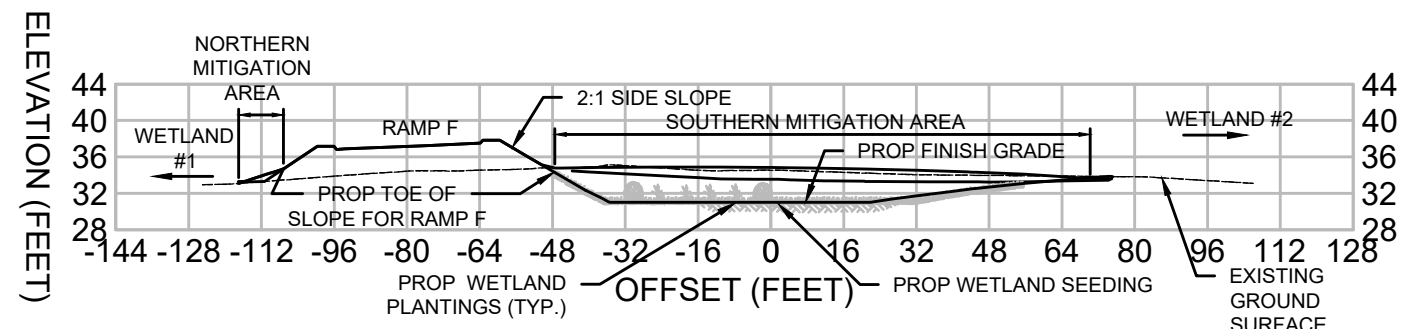 ELEVATION (FEET)
NORTHERN
MITIGATION
AREA
44
40
36
32
28
WETLAND
#1
RAMP F
2:1 SIDE SLOPE
SOUTHERN MITIGATION AREA
PROP FINISH GRADE
WETLAND #2
44
40
36
32
28
PROP TOE OF
SLOPE FOR RAMP F
-144 -128 -112 -96 -80 -64 -48 -32 -16 0 16 32 48 64 80 96 112 128
PROP WETLAND
PLANTINGS (TYP.)
OFFSET (FEET)
PROP WETLAND SEEDING
EXISTING
GROUND
SURFACE